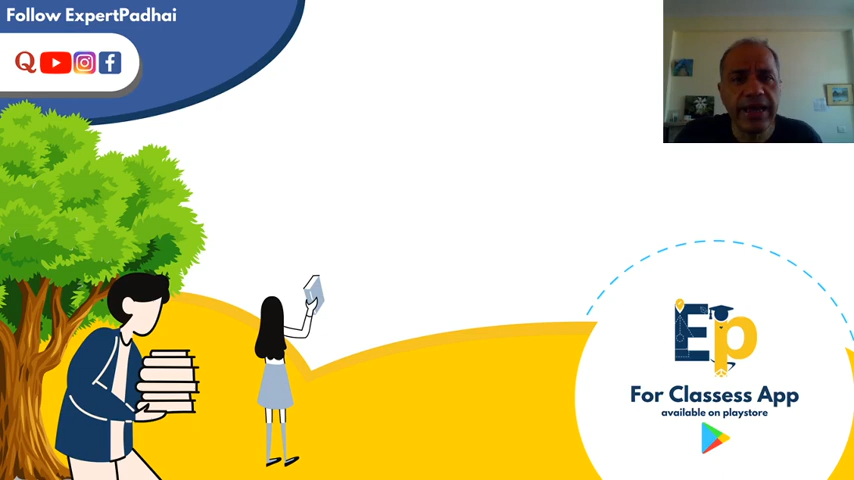 Follow ExpertPadhai
Q
Ep
For Classess App
available on playstore